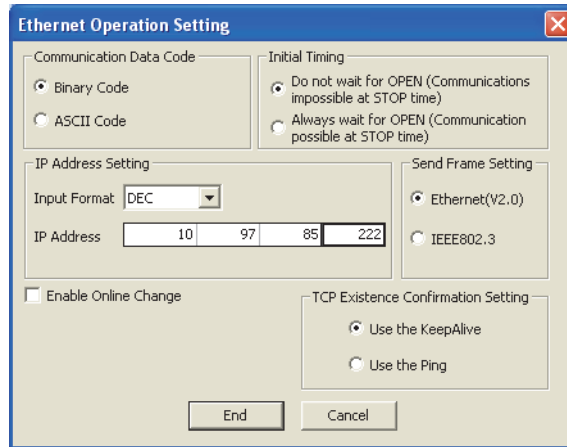 Ethernet Operation Setting
Communication Data Code
Binary Code
ASCII Code
Initial Timing
Do not wait for OPEN (Communications
impossible at STOP time)
Always wait for OPEN (Communication
possible at STOP time)
IP Address Setting
Input Format DEC
IP Address 10 97 85 222
Send Frame Setting
Ethernet(V2.0)
IEEE802.3
Enable Online Change
TCP Existence Confirmation Setting
Use the KeepAlive
Use the Ping
End Cancel